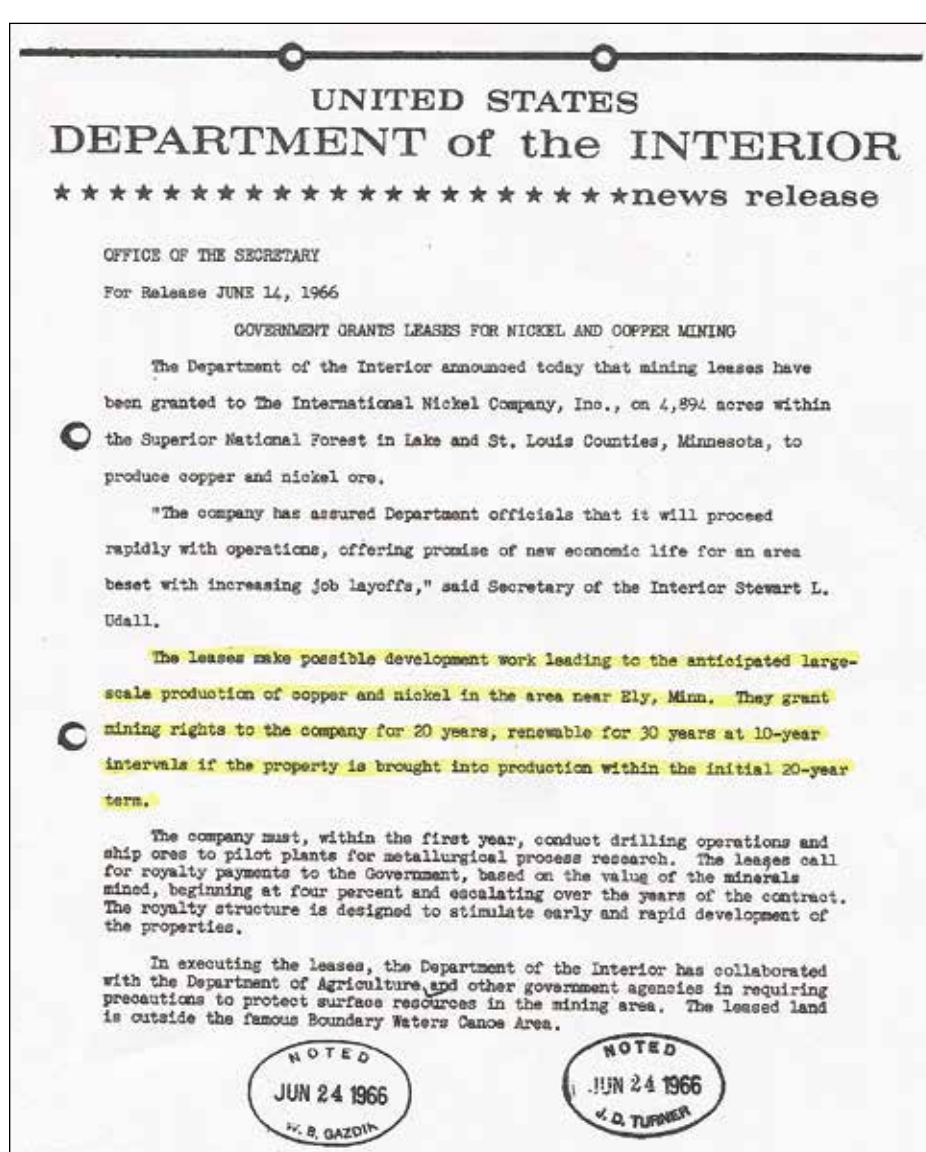 UNITED STATES
DEPARTMENT of the INTERIOR
★★★★★★★★★★★★★★★★★★★★★news release
OFFICE OF THE SECRETARY
For Release JUNE 14, 1966
GOVERNMENT GRANTS LEASES FOR NICKEL AND COPPER MINING
The Department of the Interior announced today that mining leases have
been granted to The International Nickel Company, Inc., on 4,894 acres within
the Superior National Forest in Lake and St. Louis Counties, Minnesota, to
produce copper and nickel ore.
"The company has assured Department officials that it will proceed
rapidly with operations, offering promise of new economic life for an area
beset with increasing job layoffs," said Secretary of the Interior Stewart L.
Udall.
The leases make possible development work leading to the anticipated large-
scale production of copper and nickel in the area near Ely, Minn. They grant
mining rights to the company for 20 years, renewable for 30 years at 10-year
intervals if the property is brought into production within the initial 20-year
term.
The company must, within the first year, conduct drilling operations and
ship ores to pilot plants for metallurgical process research. The leases call
for royalty payments to the Government, based on the value of the minerals
mined, beginning at four percent and escalating over the years of the contract.
The royalty structure is designed to stimulate early and rapid development of
the properties.
In executing the leases, the Department of the Interior has collaborated
with the Department of Agriculture and other government agencies in requiring
precautions to protect surface resources in the mining area. The leased land
is outside the famous Boundary Waters Canoe Area.
NOTED
JUN 24 1966
W. B. GAZDIK
NOTED
JUN 24 1966
J. D. TURNER